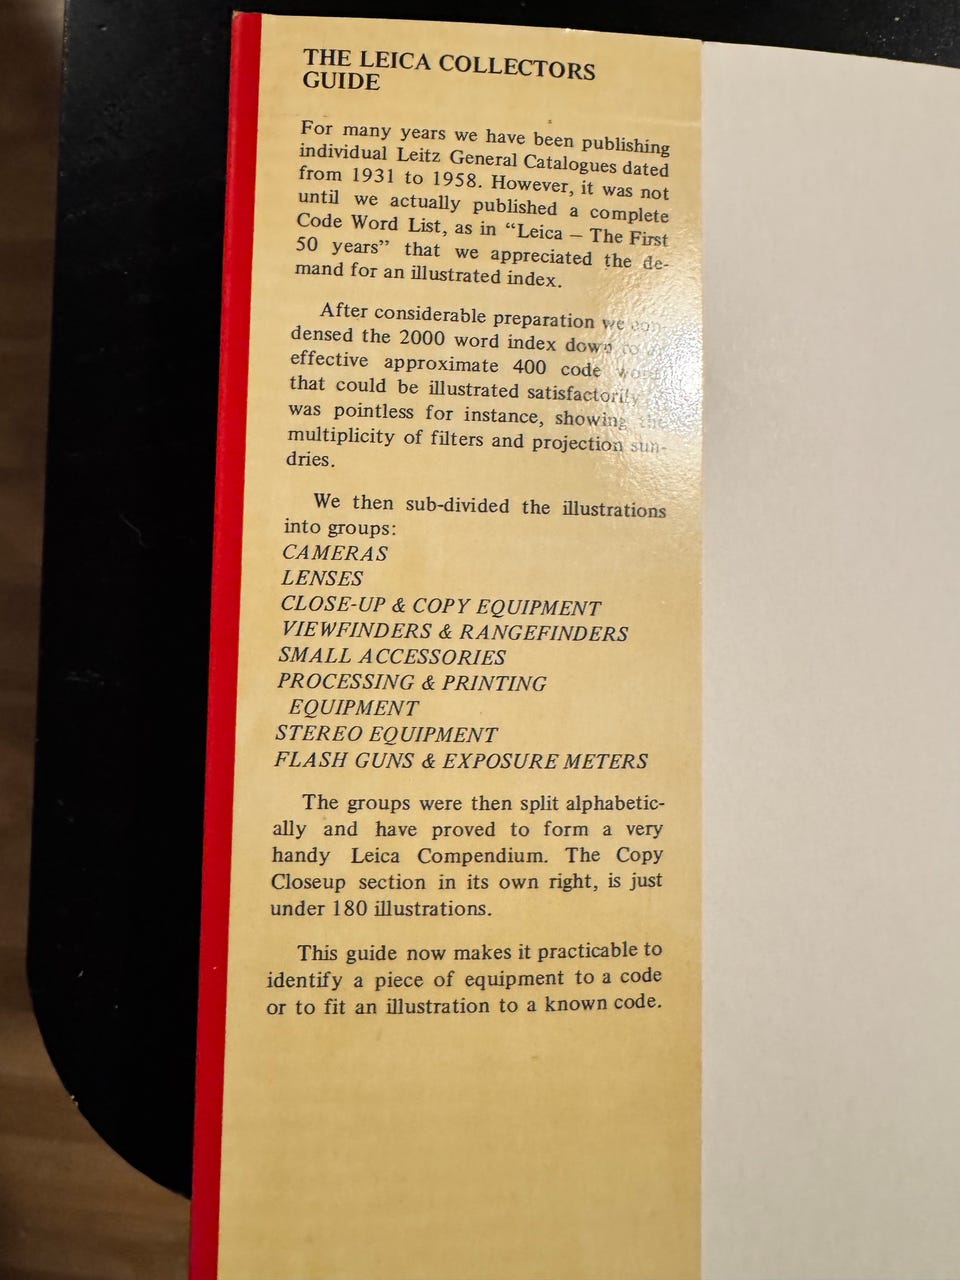 THE LEICA COLLECTORS
GUIDE
For many years we have been publishing
individual Leitz General Catalogues dated
from 1931 to 1958. However, it was not
until we actually published a complete
Code Word List, as in “Leica – The First
50 years” that we appreciated the de-
mand for an illustrated index.
After considerable preparation we con-
densed the 2000 word index down to
effective approximate 400 code
that could be illustrated satisfactorily
was pointless for instance, showing the
multiplicity of filters and projection sun-
dries.
We then sub-divided the illustrations
into groups:
CAMERAS
LENSES
CLOSE-UP & COPY EQUIPMENT
VIEWFINDERS & RANGEFINDERS
SMALL ACCESSORIES
PROCESSING & PRINTING
EQUIPMENT
STEREO EQUIPMENT
FLASH GUNS & EXPOSURE METERS
The groups were then split alphabetic-
ally and have proved to form a very
handy Leica Compendium. The Copy
Closeup section in its own right, is just
under 180 illustrations.
This guide now makes it practicable to
identify a piece of equipment to a code
or to fit an illustration to a known code.